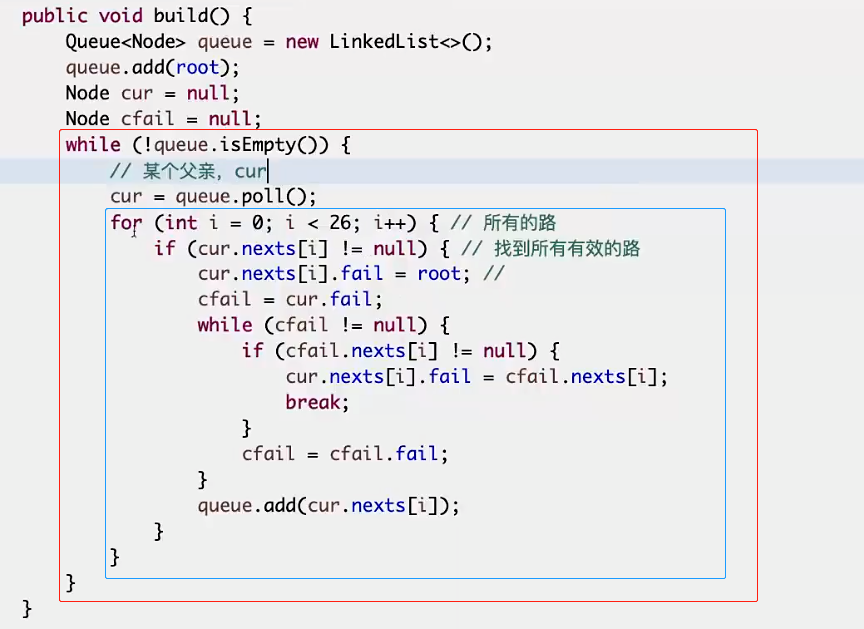 public void build() {
    Queue<Node> queue = new LinkedList<>();
    queue.add(root);
    Node cur = null;
    Node cfail = null;
    while (!queue.isEmpty()) {
        // 某个父亲，cur
        cur = queue.poll();
        for (int i = 0; i < 26; i++) { // 所有的路
            if (cur.nexts[i] != null) { // 找到所有有效的路
                cur.nexts[i].fail = root; //
                cfail = cur.fail;
                while (cfail != null) {
                    if (cfail.nexts[i] != null) {
                        cur.nexts[i].fail = cfail.nexts[i];
                        break;
                    }
                    cfail = cfail.fail;
                }
                queue.add(cur.nexts[i]);
            }
        }
    }
}